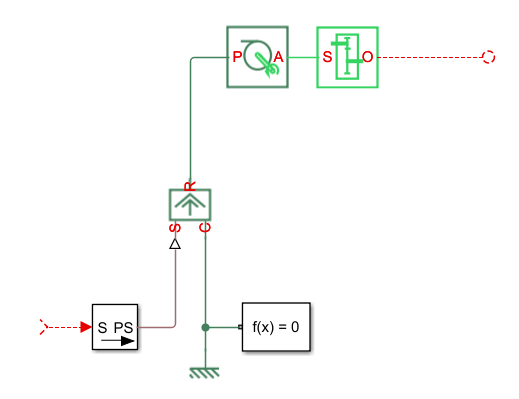 P A
S O
R
S
C
S PS
f(x) = 0